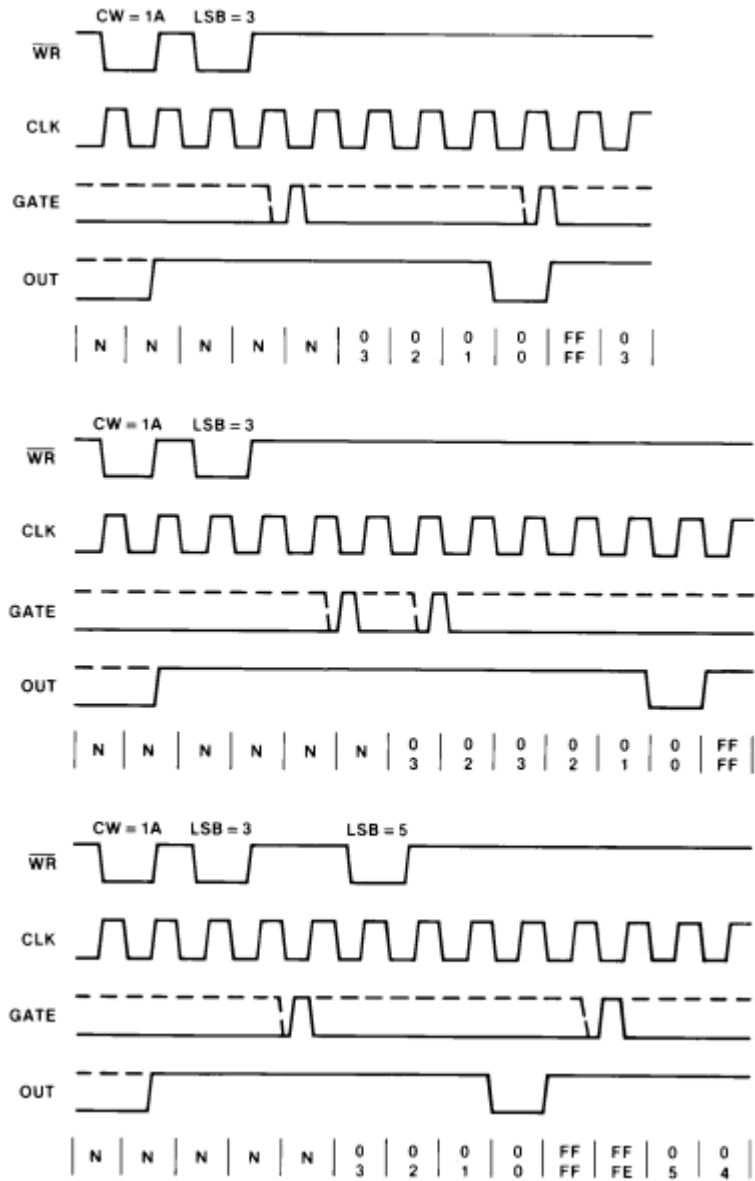 CW = 1A LSB = 3
WR
CLK
GATE
OUT
N N N N N 0 0 0 0 FF 0
3 2 1 0 FF 3
CW = 1A LSB = 3
WR
CLK
GATE
OUT
N N N N N N 0 0 0 0 0 0 FF
3 2 3 2 1 0 FF
CW = 1A LSB = 3 LSB = 5
WR
CLK
GATE
OUT
N N N N N 0 0 0 0 FF FF 0 0
3 2 1 0 FF FE 5 4